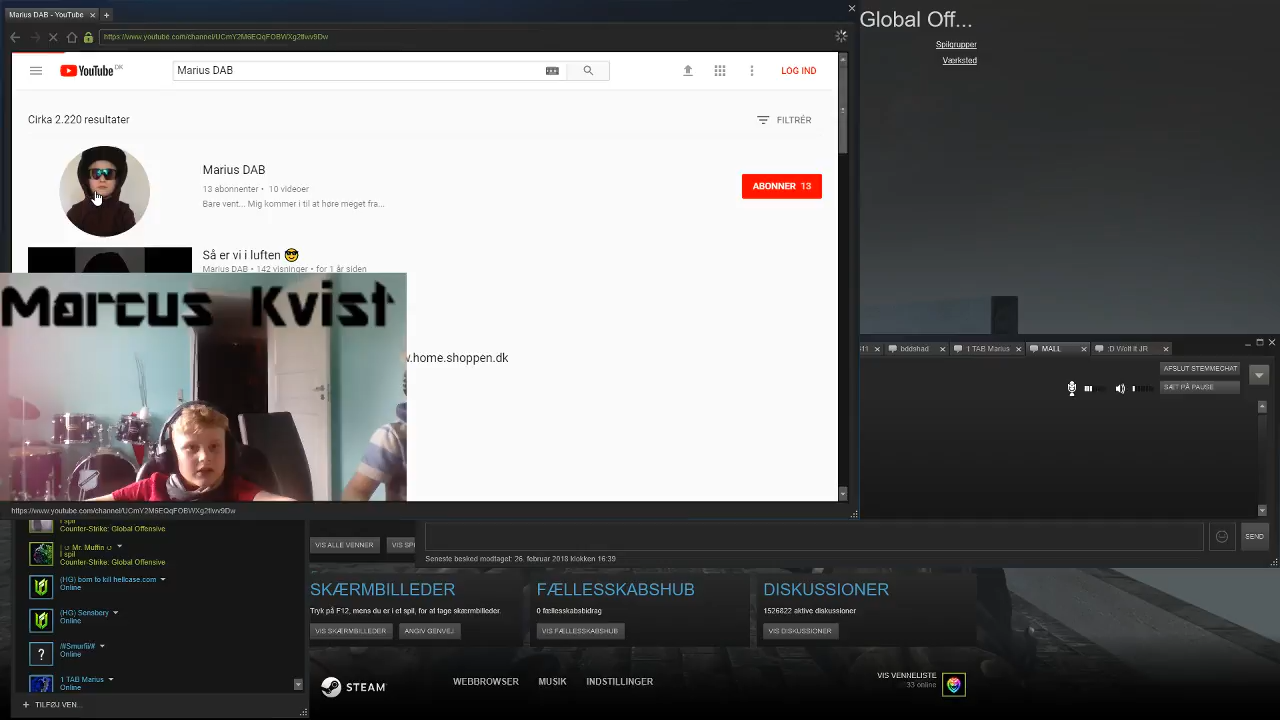 Marius DAB - YouTube
Global Off...
https://www.youtube.com/channel/UCmY2M6EQqFOBWXg2tlwv9Dw
Spilgrupper
Værksted
YouTube DK
Marius DAB
LOG IND
Cirka 2.220 resultater
FILTRÉR
Marius DAB
13 abonnenter • 10 videoer
ABONNER 13
Bare vent... Mig kommer i til at høre meget fra...
Så er vi i luften
Marius DAB • 142 visninger • for 1 år siden
Marcus Kvist
.home.shoppen.dk
bddshad
1 TAB Marius
MALL
:D Wolt It JR
AFSLUT STEMMECHAT
SÆT PÅ PAUSE
https://www.youtube.com/channel/UCmY2M6EQqFOBWXg2tlwv9Dw
I spil
Counter-Strike: Global Offensive
Mr. Muffin
I spil
Counter-Strike: Global Offensive
(HG) born to kill hellcase.com
Online
(HG) Sensbery
Online
/#Smurfii/#
Online
1 TAB Marius
Online
TILFØJ VEN...
VIS ALLE VENNER
VIS SPI
SEND
Seneste besked modtaget: 26. februar 2018 klokken 16:39
SKÆRMBILLEDER
Tryk på F12, mens du er i et spil, for at tage skærmbilleder.
VIS SKÆRMBILLEDER
ANGIV GENVEJ
FÆLLESSKABSHUB
0 fællesskabsbidrag
VIS FÆLLESSKABSHUB
DISKUSSIONER
1526822 aktive diskussioner
VIS DISKUSSIONER
STEAM
WEBBROWSER
MUSIK
INDSTILLINGER
VIS VENNELISTE
33 online